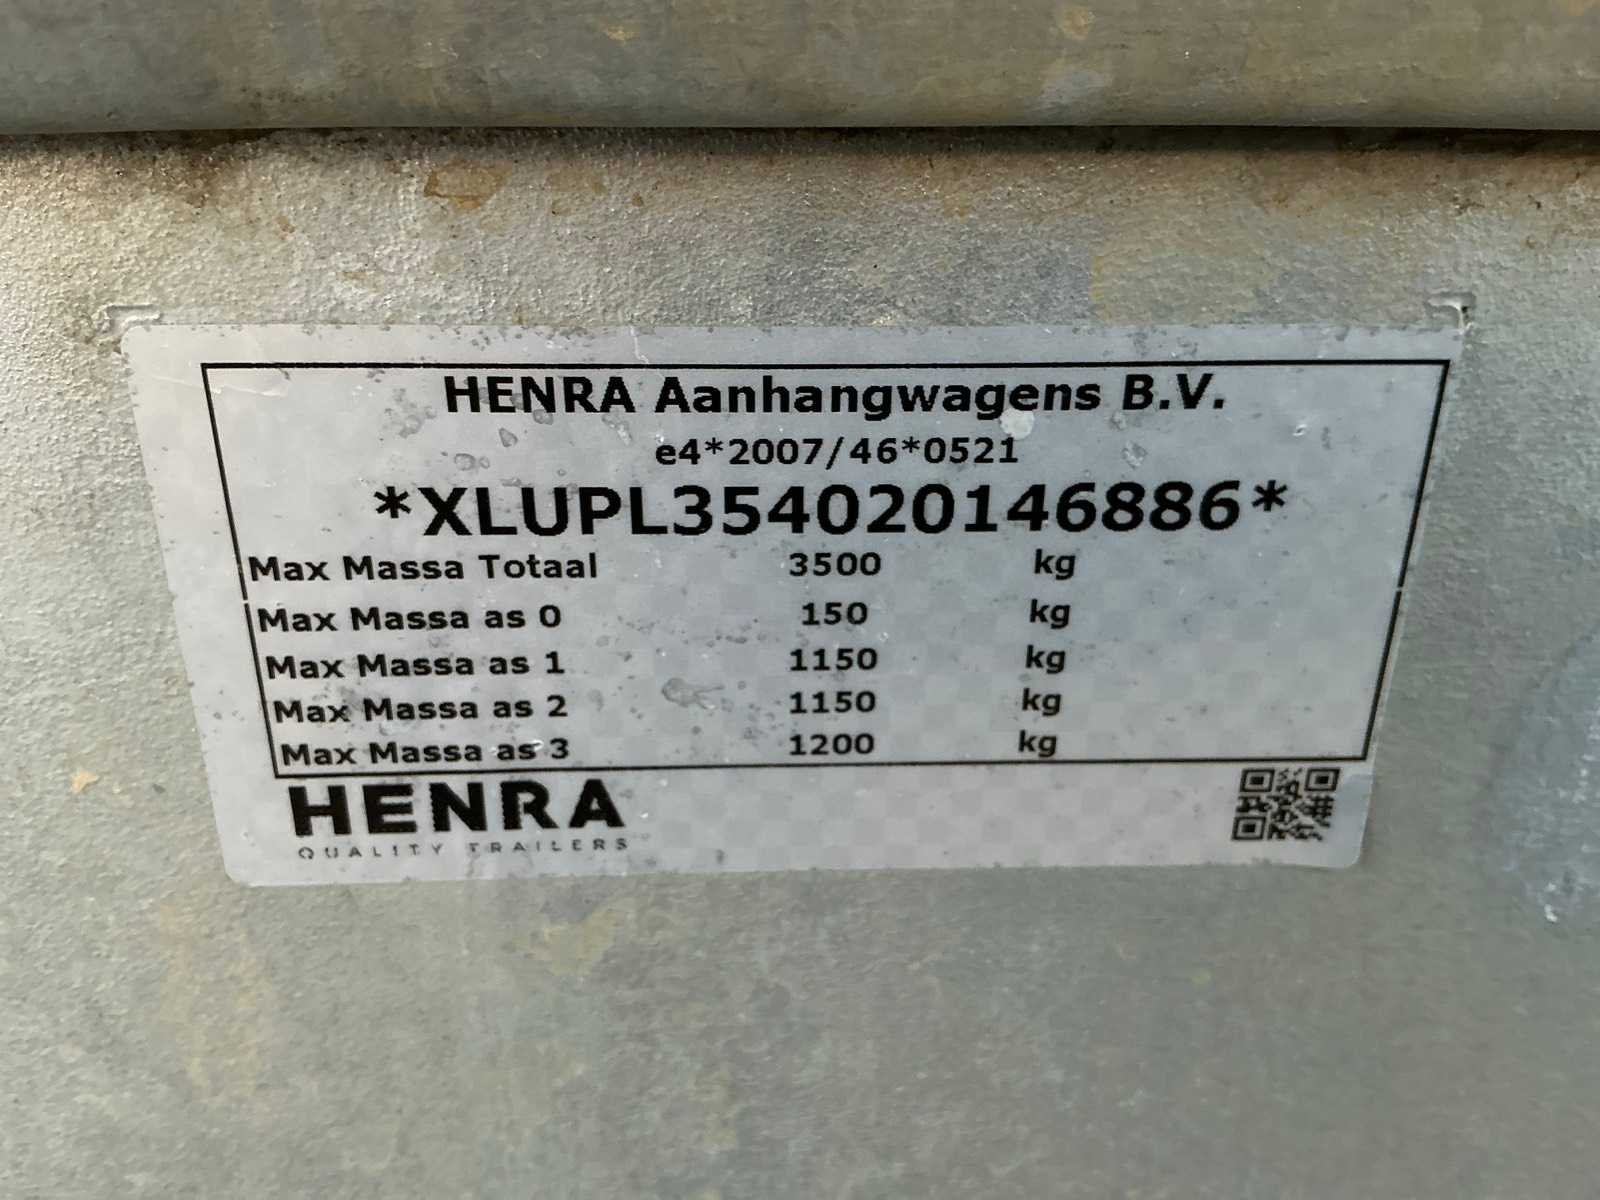 HENRA Aanhangwagens B.V.
e4*2007/46*0521
*XLUPL354020146886*
Max Massa Totaal 3500 kg
Max Massa as 0 150 kg
Max Massa as 1 1150 kg
Max Massa as 2 1150 kg
Max Massa as 3 1200 kg
HENRA
QUALITY TRAILERS